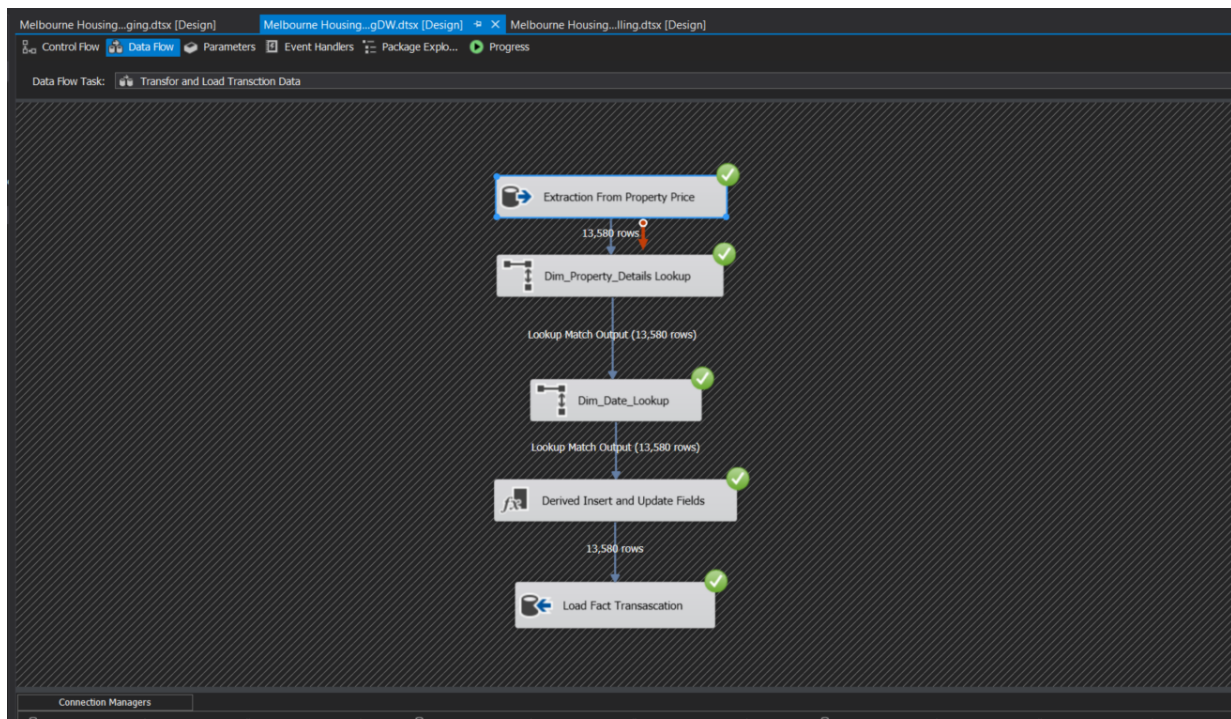 Melbourne Housing...ging.dtsx [Design] Melbourne Housing...gDW.dtsx [Design] Melbourne Housing...lling.dtsx [Design]
Control Flow Data Flow Parameters Event Handlers Package Explo... Progress
Data Flow Task: Transfor and Load Transction Data
Extraction From Property Price
13,580 rows
Dim_Property_Details Lookup
Lookup Match Output (13,580 rows)
Dim_Date_Lookup
Lookup Match Output (13,580 rows)
fx Derived Insert and Update Fields
13,580 rows
Load Fact Transascation
Connection Managers